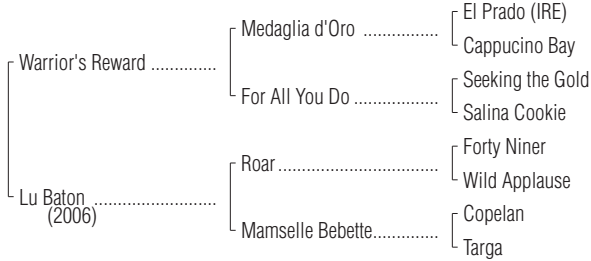 El Prado (IRE)
Medaglia d'Oro ................
Cappucino Bay
Warrior's Reward ..............
Seeking the Gold
For All You Do ..................
Salina Cookie
Forty Niner
Roar..................................
Wild Applause
Lu Baton ..........................
(2006)
Copelan
Mamselle Bebette..............
Targa